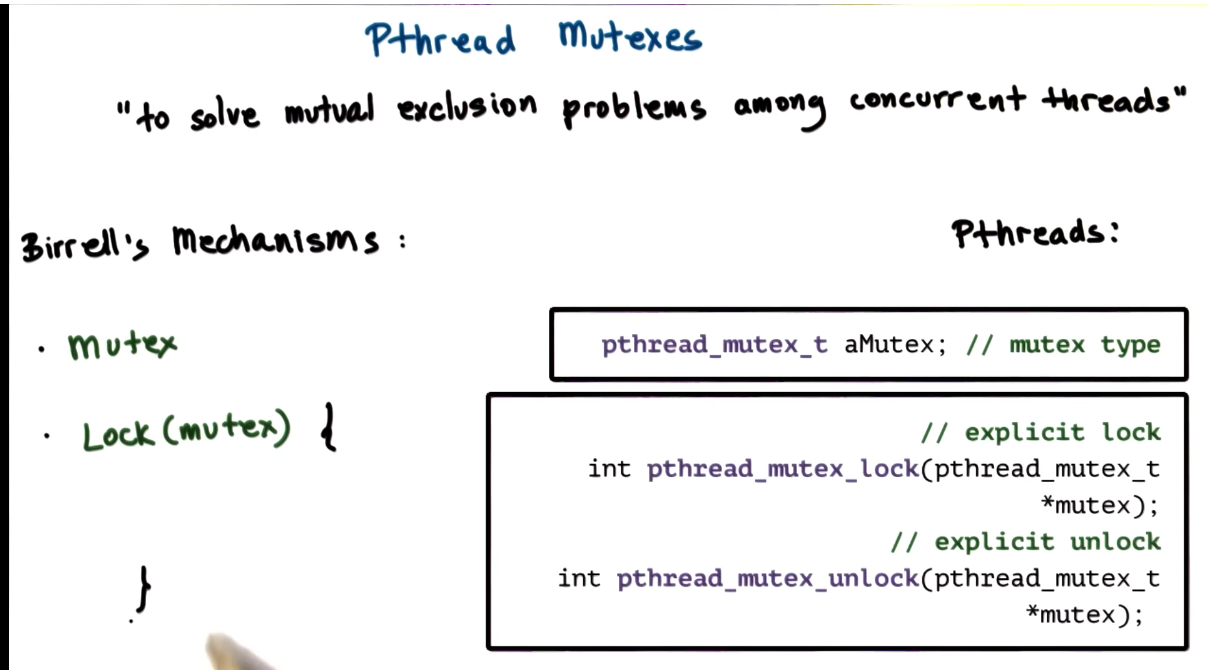 Pthread Mutexes
"to solve mutual exclusion problems among concurrent threads"
Birrell's Mechanisms :
Pthreads:
· Mutex
pthread_mutex_t aMutex; // mutex type
· Lock (mutex) {
}
// explicit lock
int pthread_mutex_lock(pthread_mutex_t
*mutex);
// explicit unlock
int pthread_mutex_unlock(pthread_mutex_t
*mutex);